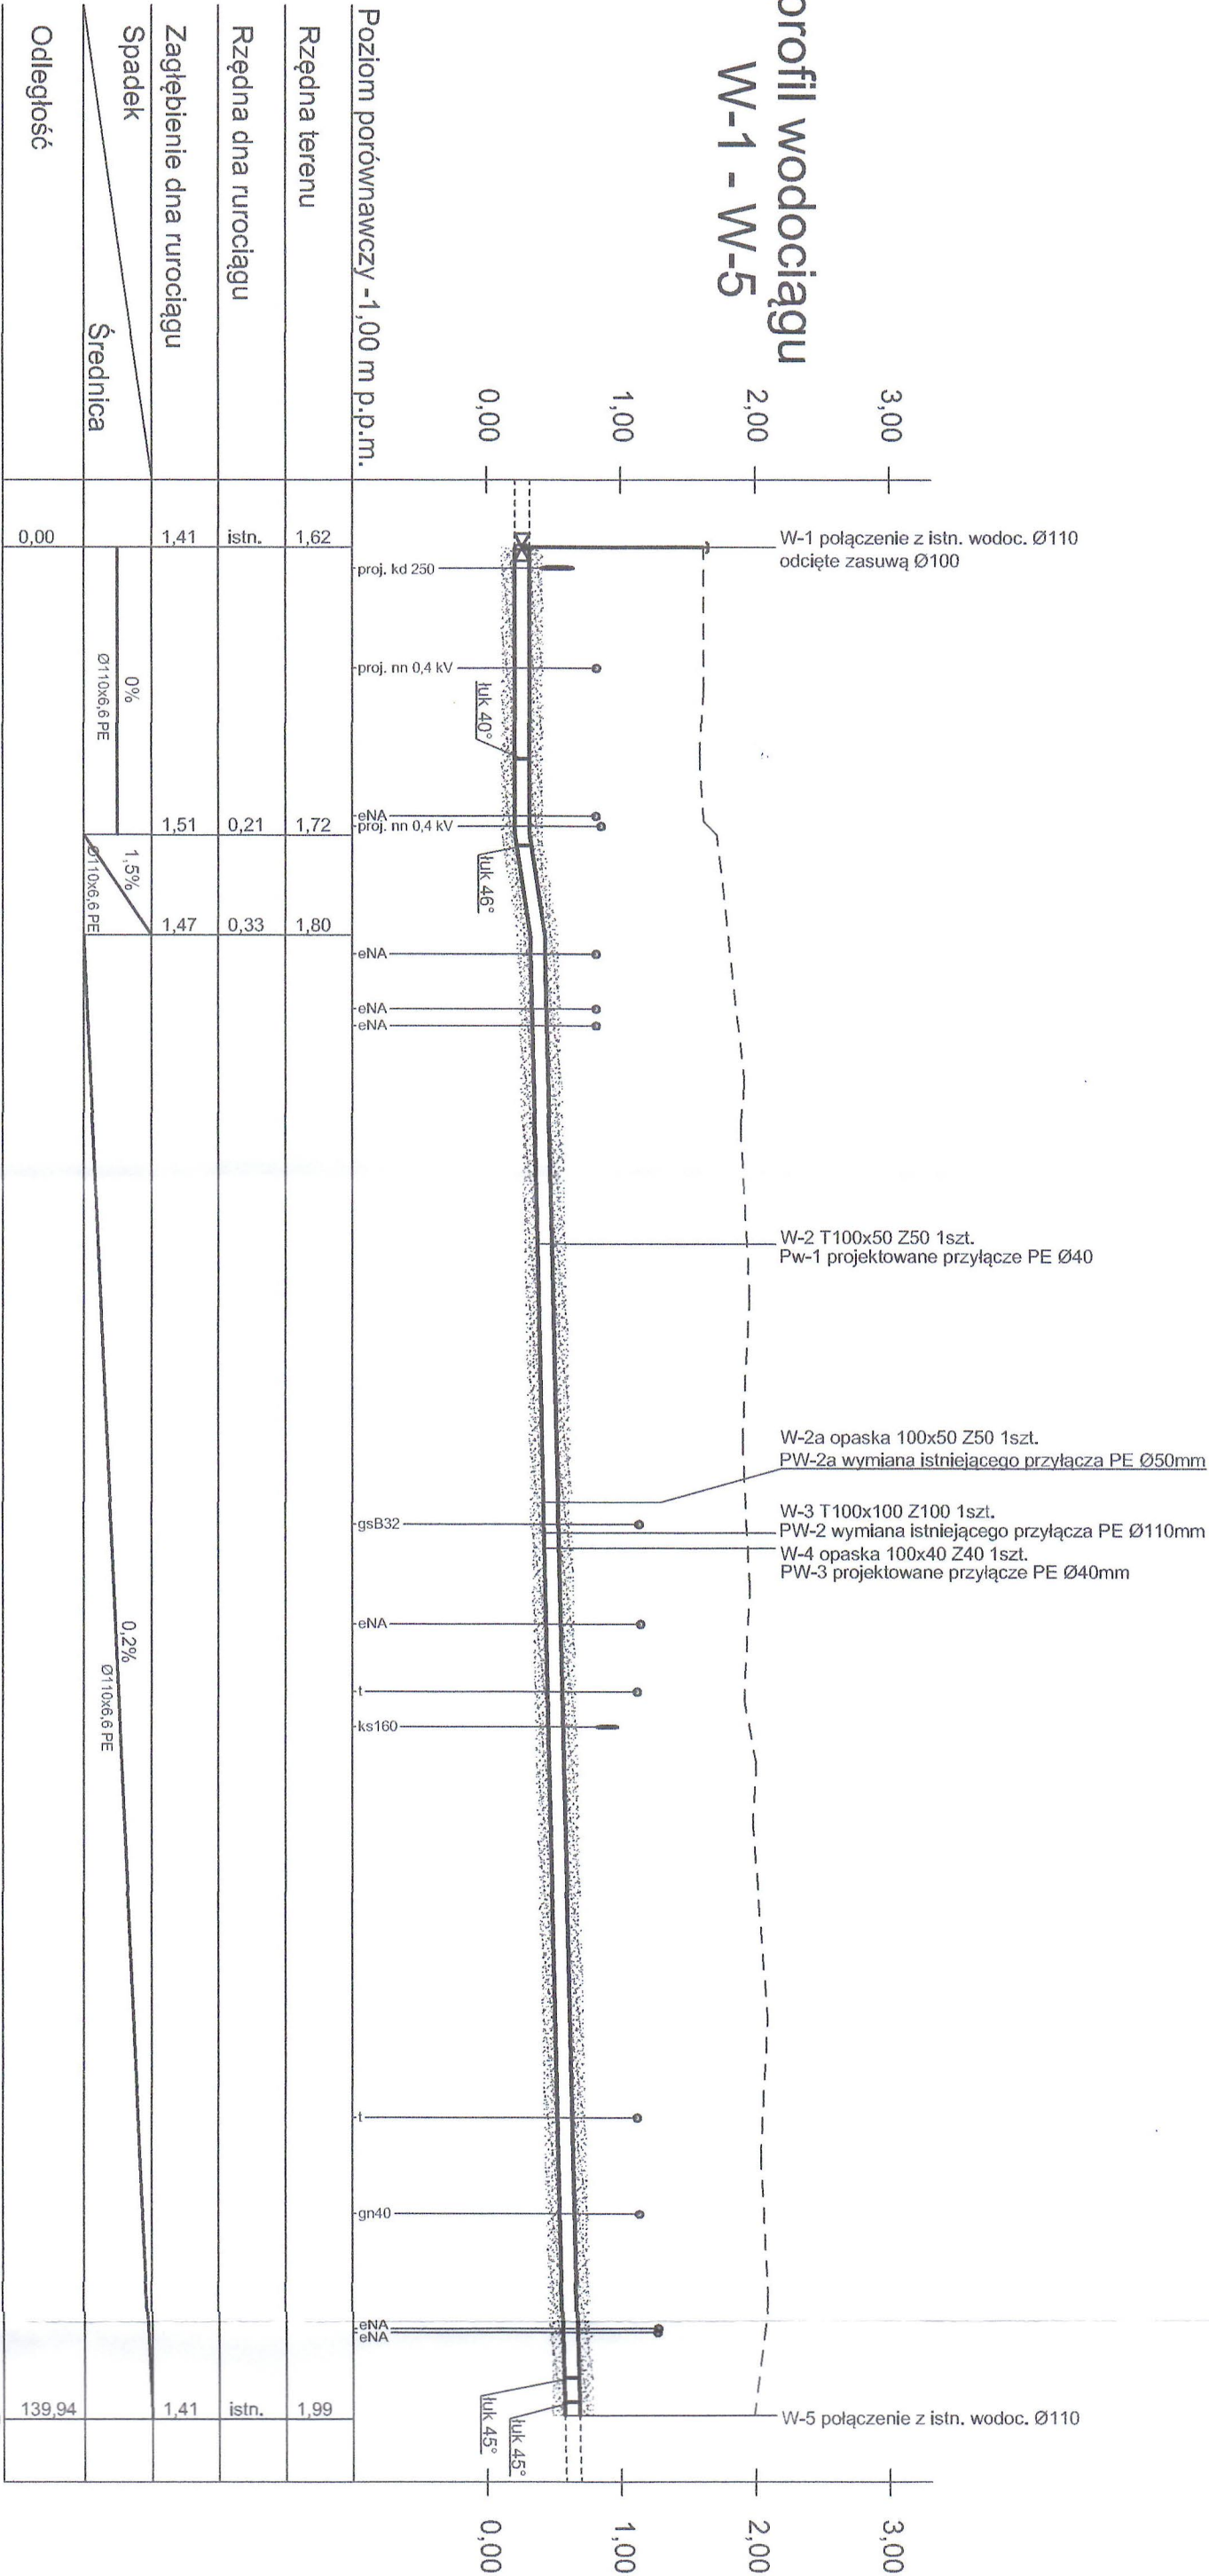 profil wodociągu
W-1 - W-5
3,00
2,00
1,00
0,00
Poziom porównawczy -1,00 m p.p.m.
Rzędna terenu
Rzędna dna rurociągu
Zagłębienie dna rurociągu
Spadek
Średnica
Odległość
W-1 połączenie z istn. wodoc. Ø110
odcięte zasuwą Ø100
0,00
1,41
istn.
1,62
proj. kd 250
proj. nn 0,4 kV
łuk 40°
0%
Ø110x6,6 PE
eNA
proj. nn 0,4 kV
1,51
0,21
1,72
łuk 46°
1,5%
Ø110x6,6 PE
1,47
0,33
1,80
eNA
eNA
eNA
W-2 T100x50 Z50 1szt.
Pw-1 projektowane przyłącze PE Ø40
W-2a opaska 100x50 Z50 1szt.
PW-2a wymiana istniejącego przyłącza PE Ø50mm
gsB32
W-3 T100x100 Z100 1szt.
PW-2 wymiana istniejącego przyłącza PE Ø110mm
W-4 opaska 100x40 Z40 1szt.
PW-3 projektowane przyłącze PE Ø40mm
eNA
0,2%
Ø110x6,6 PE
t
ks160
t
gn40
eNA
eNA
139,94
1,41
istn.
1,99
łuk 45°
łuk 45°
W-5 połączenie z istn. wodoc. Ø110
3,00
2,00
1,00
0,00